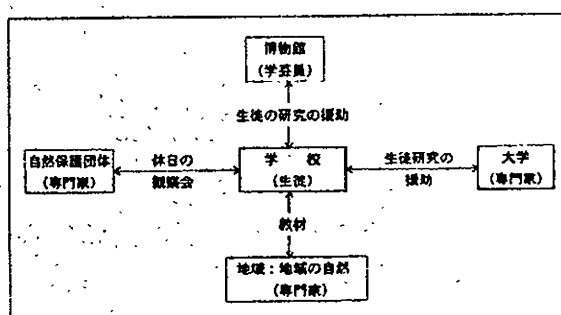 博物館
(学芸員)
生徒の研究の援助
自然保護団体
(専門家)
休日の
観察会
学 校
(生徒)
生徒研究の
援助
大学
(専門家)
教材
地域:地域の自然
(専門家)